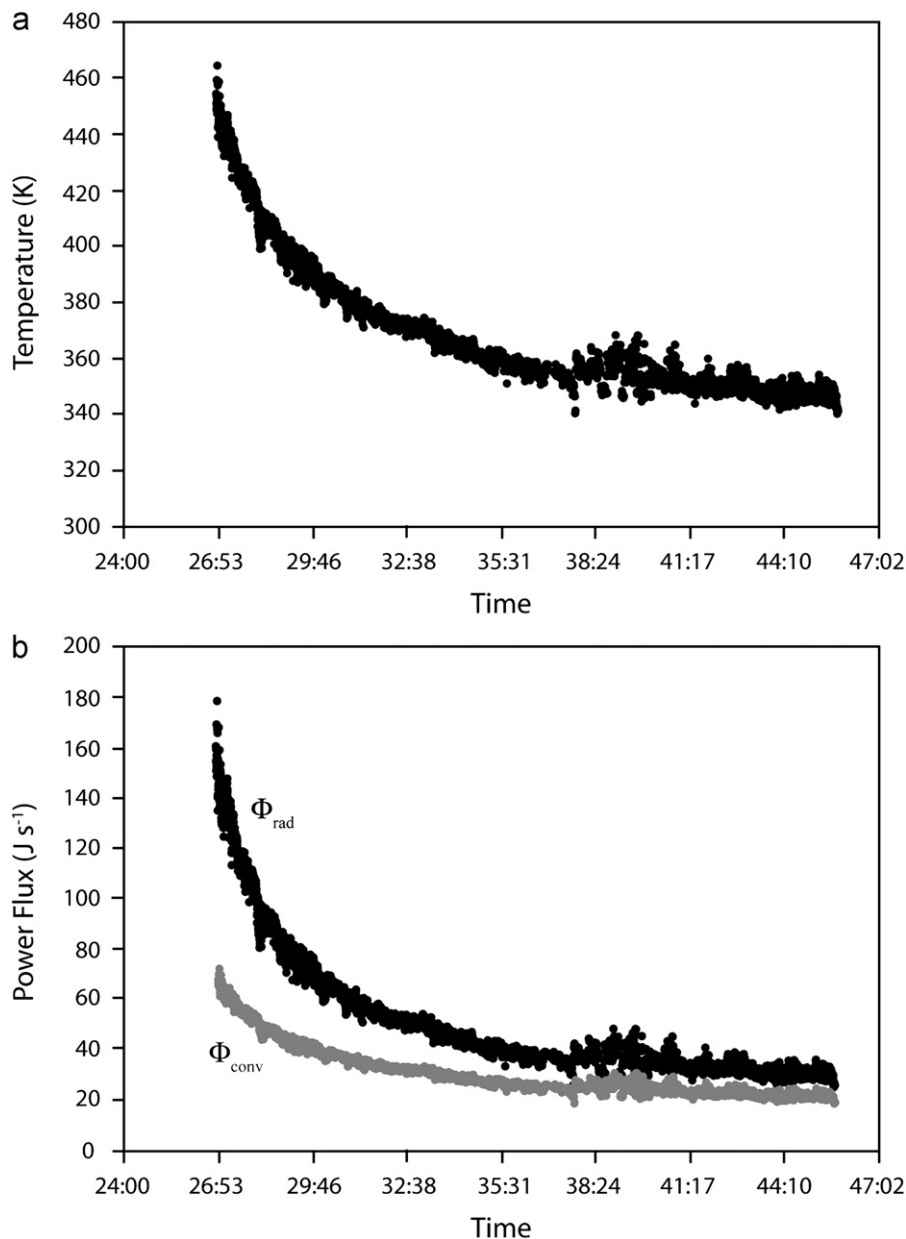 a
480
460
440
420
400
380
360
340
320
300
Temperature (K)
24:00 26:53 29:46 32:38 35:31 38:24 41:17 44:10 47:02
Time
b
200
180
160
140
120
100
80
60
40
20
0
Power Flux (J s⁻¹)
Φrad
Φconv
24:00 26:53 29:46 32:38 35:31 38:24 41:17 44:10 47:02
Time